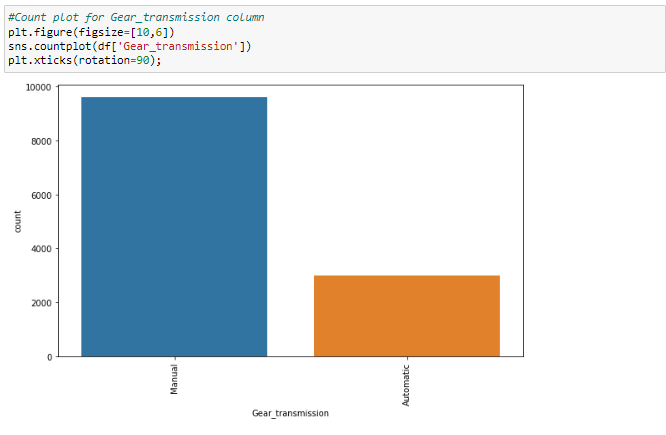 #Count plot for Gear_transmission column
plt.figure(figsize=[10,6])
sns.countplot(df['Gear_transmission'])
plt.xticks(rotation=90);
10000
8000
6000
4000
2000
0
count
Manual
Automatic
Gear_transmission